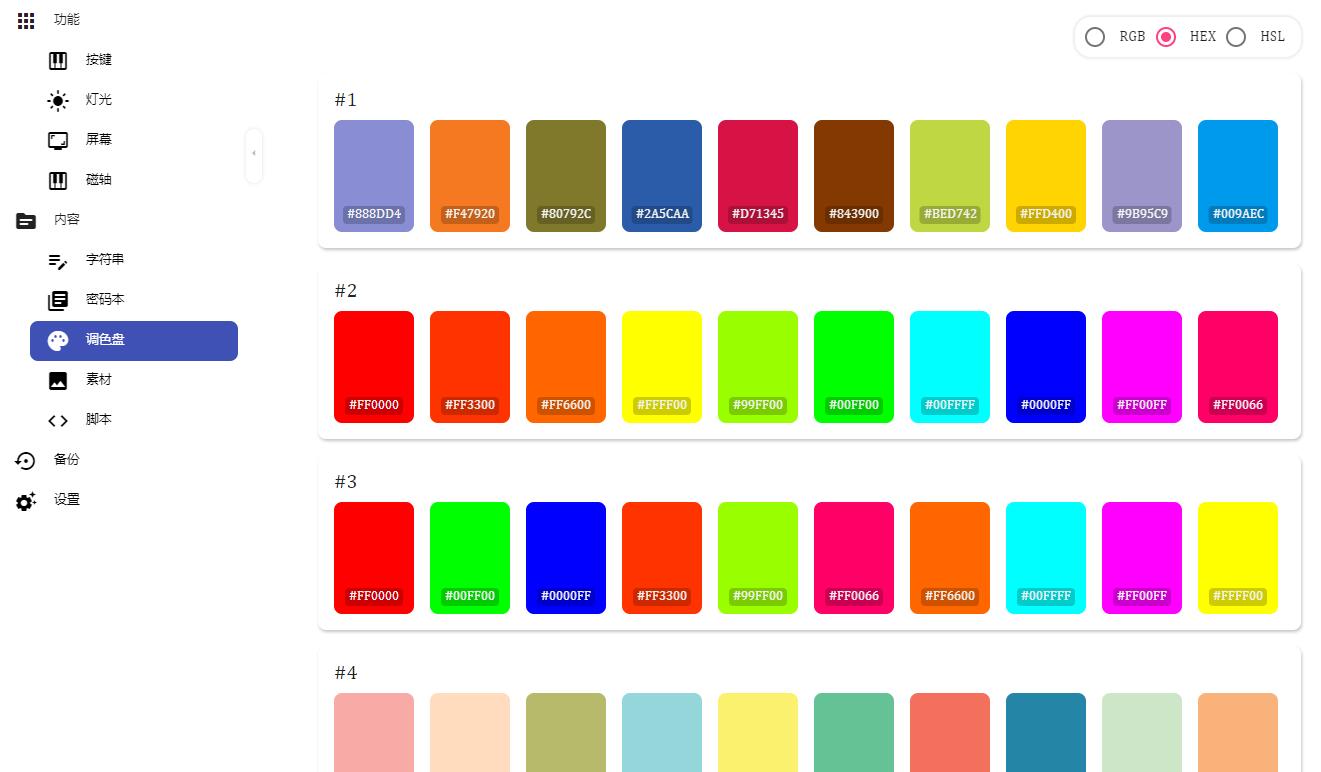 功能
按键
灯光
屏幕
磁轴
内容
字符串
密码本
调色盘
素材
脚本
备份
设置
RGB HEX HSL
#1
#888DD4 #F47920 #80792C #2A5CAA #D71345 #843900 #BED742 #FFD400 #9B95C9 #009AEC
#2
#FF0000 #FF3300 #FF6600 #FFFF00 #99FF00 #00FF00 #00FFFF #0000FF #FF00FF #FF0066
#3
#FF0000 #00FF00 #0000FF #FF3300 #99FF00 #FF0066 #FF6600 #00FFFF #FF00FF #FFFF00
#4